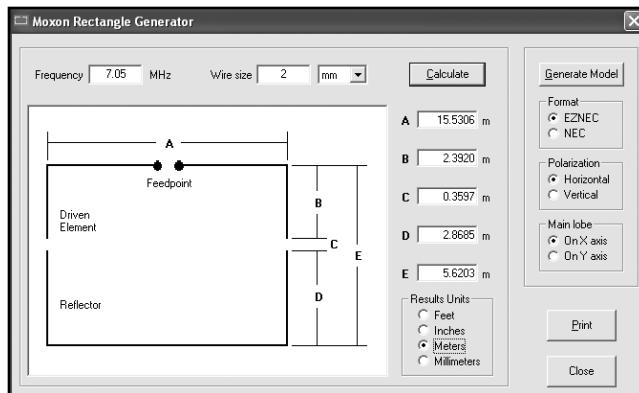 Moxon Rectangle Generator
Frequency 7.05 MHz Wire size 2 mm Calculate
A
Feedpoint
Driven
Element
B
C
E
D
Reflector
A 15.5306 m
B 2.3920 m
C 0.3597 m
D 2.8685 m
E 5.6203 m
Results Units
Feet
Inches
Meters
Millimeters
Generate Model
Format
EZNEC
NEC
Polarization
Horizontal
Vertical
Main lobe
On X axis
On Y axis
Print
Close